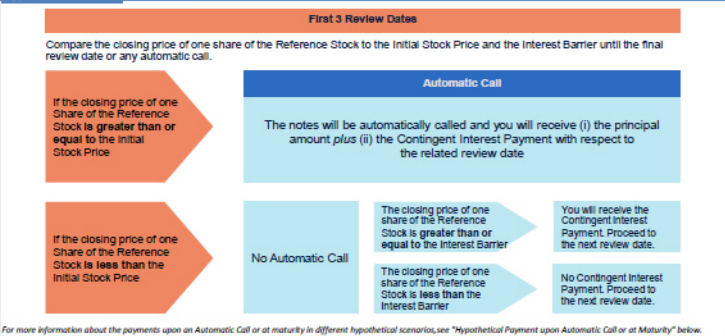 First 3 Review Dates
Compare the closing price of one share of the Reference Stock to the Initial Stock Price and the Interest Barrier until the final
review date or any automatic call.
If the closing price of one
Share of the Reference
Stock is greater than or
equal to the Initial
Stock Price
Automatic Call
The notes will be automatically called and you will receive (i) the principal
amount plus (ii) the Contingent Interest Payment with respect to
the related review date
If the closing price of one
Share of the Reference
Stock is less than the
Initial Stock Price
No Automatic Call
The closing price of one
share of the Reference
Stock is greater than or
equal to the Interest Barrier
You will receive the
Contingent Interest
Payment. Proceed to
the next review date.
The closing price of one
share of the Reference
Stock is less than the
Interest Barrier
No Contingent Interest
Payment. Proceed to
the next review date.
For more information about the payments upon an Automatic Call or at maturity in different hypothetical scenarios,see "Hypothetical Payment upon Automatic Call or at Maturity" below.